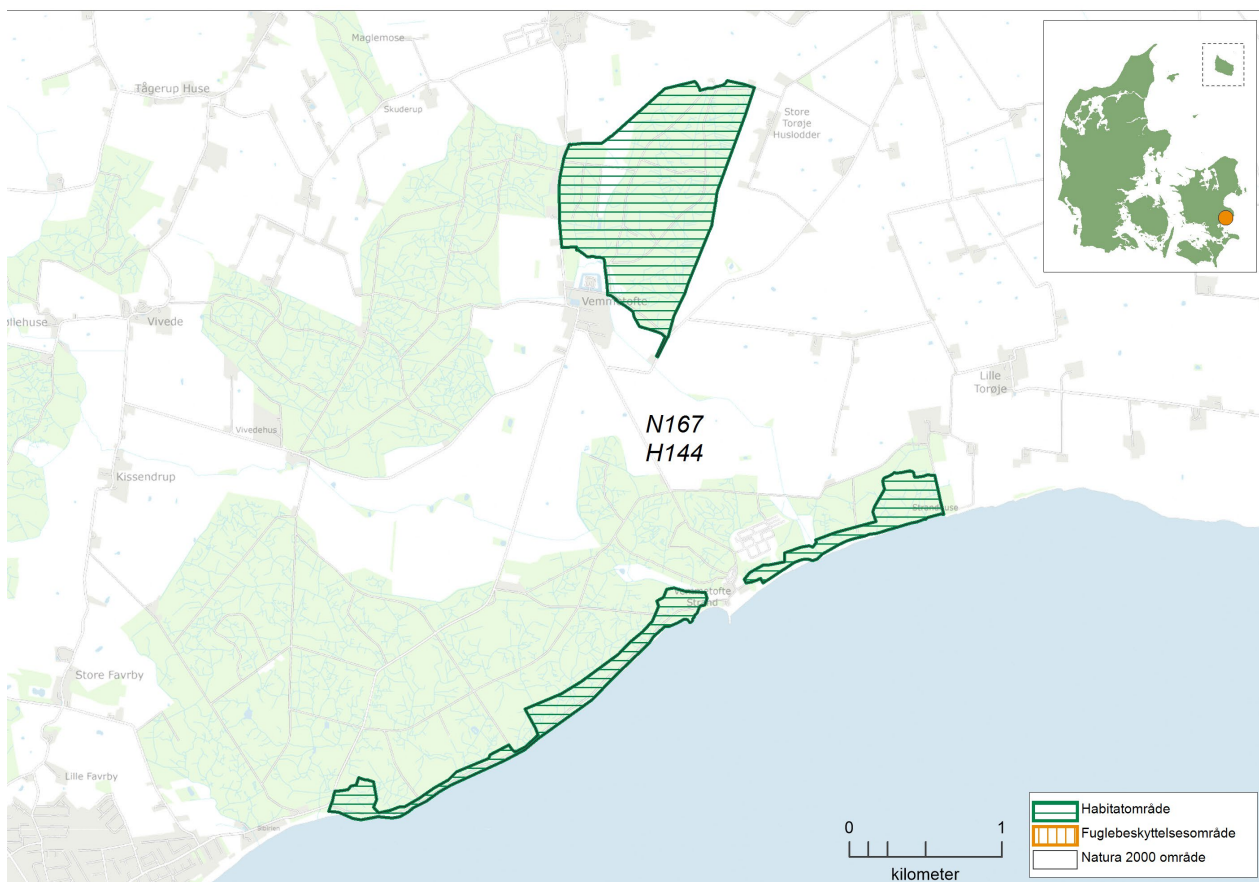 Maglemose
Tågerup Huse
Skuderup
Store
Torøje
Huslodder
Vemmetofte
øllehuse
Vivede
Lille
Torøje
Vivedehus
N167
H144
Kissendrup
Strandhuse
Vemmetofte
Strand
Store Favrby
Lille Favrby
0
1
kilometer
Habitatområde
Fuglebeskyttelsesområde
Natura 2000 område